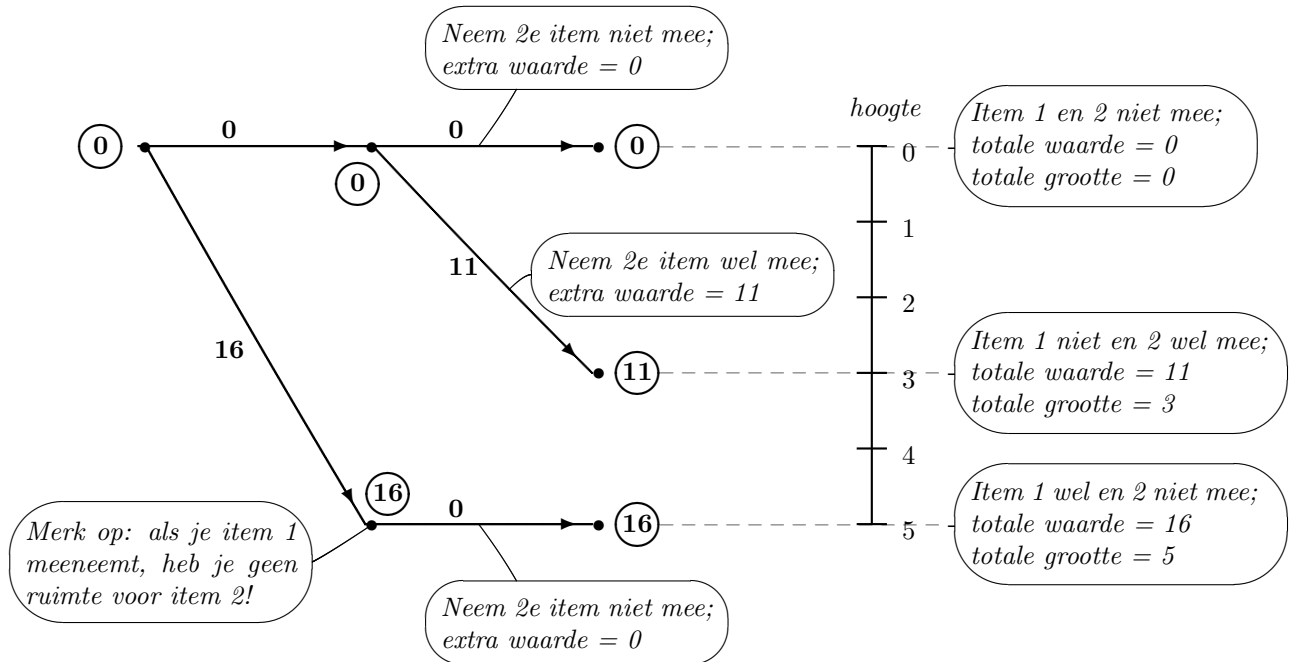 Neem 2e item niet mee;
extra waarde = 0
hoogte
Item 1 en 2 niet mee;
totale waarde = 0
totale grootte = 0
0
0
0
0
0
0
1
Neem 2e item wel mee;
extra waarde = 11
11
2
16
Item 1 niet en 2 wel mee;
totale waarde = 11
totale grootte = 3
11
3
4
Item 1 wel en 2 niet mee;
totale waarde = 16
totale grootte = 5
16
0
16
5
Merk op: als je item 1
meeneemt, heb je geen
ruimte voor item 2!
Neem 2e item niet mee;
extra waarde = 0